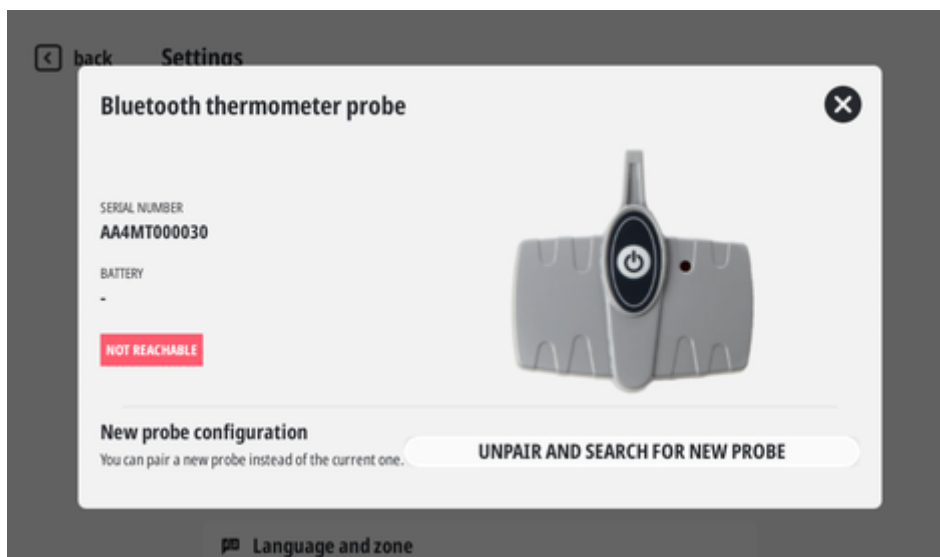 back
Settings
Bluetooth thermometer probe
SERIAL NUMBER
AA4MT000030
BATTERY
-
NOT REACHABLE
New probe configuration
You can pair a new probe instead of the current one.
UNPAIR AND SEARCH FOR NEW PROBE
Language and zone